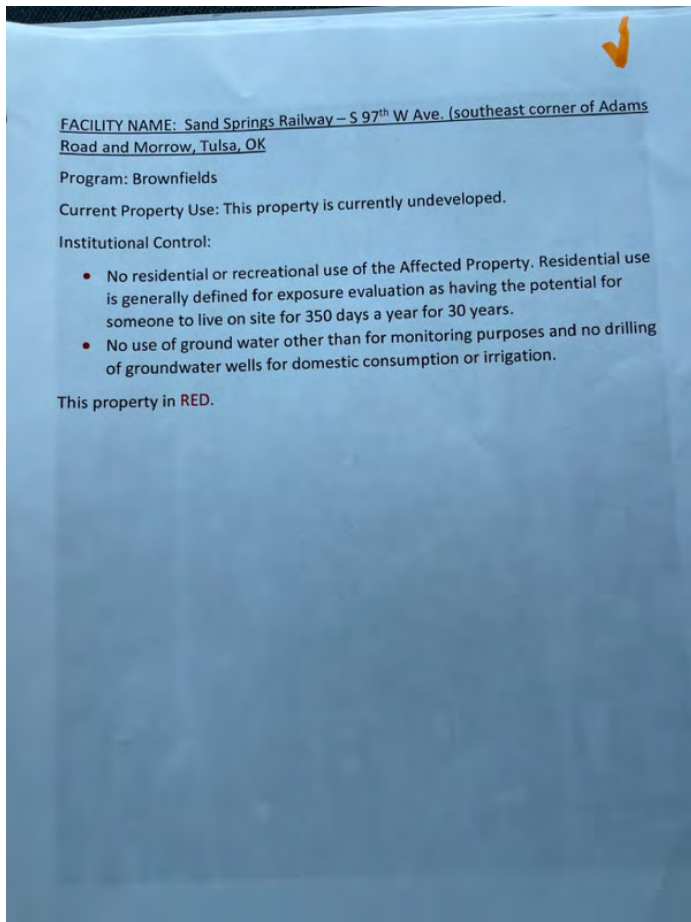 FACILITY NAME: Sand Springs Railway – S 97th W Ave. (southeast corner of Adams
Road and Morrow, Tulsa, OK
Program: Brownfields
Current Property Use: This property is currently undeveloped.
Institutional Control:
• No residential or recreational use of the Affected Property. Residential use
is generally defined for exposure evaluation as having the potential for
someone to live on site for 350 days a year for 30 years.
• No use of ground water other than for monitoring purposes and no drilling
of groundwater wells for domestic consumption or irrigation.
This property in RED.